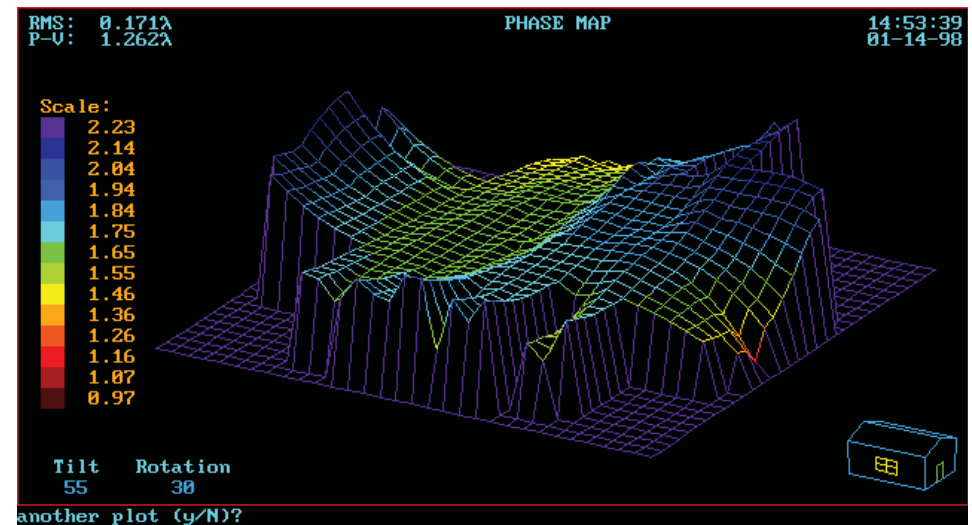 RMS: 0.171λ
P-V: 1.262λ
PHASE MAP
14:53:39
01-14-98
Scale:
2.23
2.14
2.04
1.94
1.84
1.75
1.65
1.55
1.46
1.36
1.26
1.16
1.07
0.97
Tilt Rotation
55 30
another plot (y/N)?